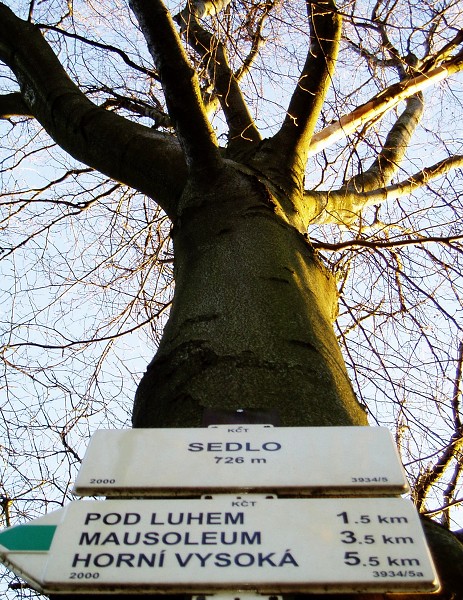 KČT
SEDLO
726 m
2000 3934/5
KČT
POD LUHEM 1.5 KM
MAUSOLEUM 3.5 KM
HORNÍ VYSOKÁ 5.5 KM
2000 3934/5a